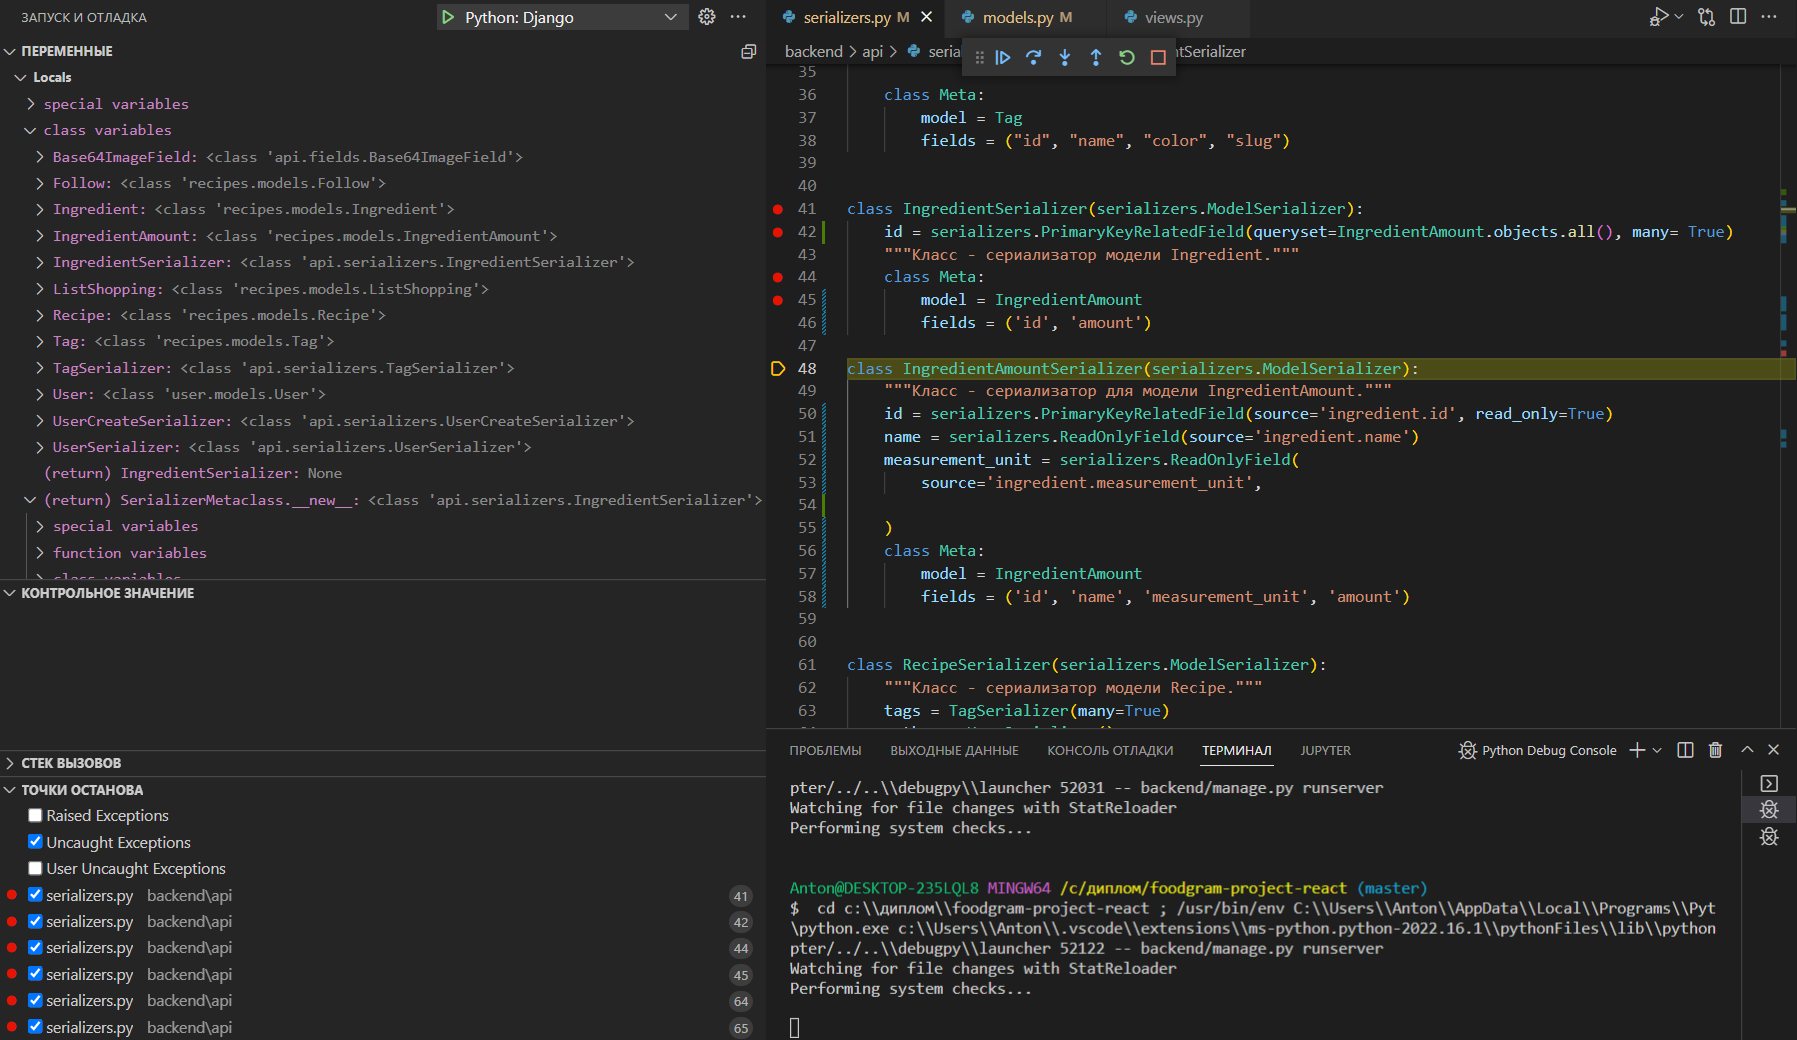 ЗАПУСК И ОТЛАДКА
Python: Django
ПЕРЕМЕННЫЕ
Locals
special variables
class variables
Base64ImageField: <class 'api.fields.Base64ImageField'>
Follow: <class 'recipes.models.Follow'>
Ingredient: <class 'recipes.models.Ingredient'>
IngredientAmount: <class 'recipes.models.IngredientAmount'>
IngredientSerializer: <class 'api.serializers.IngredientSerializer'>
ListShopping: <class 'recipes.models.ListShopping'>
Recipe: <class 'recipes.models.Recipe'>
Tag: <class 'recipes.models.Tag'>
TagSerializer: <class 'api.serializers.TagSerializer'>
User: <class 'user.models.User'>
UserCreateSerializer: <class 'api.serializers.UserCreateSerializer'>
UserSerializer: <class 'api.serializers.UserSerializer'>
(return) IngredientSerializer: None
(return) SerializerMetaclass.__new__: <class 'api.serializers.IngredientSerializer'>
special variables
function variables
class variables
КОНТРОЛЬНОЕ ЗНАЧЕНИЕ
СТЕК ВЫЗОВОВ
ТОЧКИ ОСТАНОВА
Raised Exceptions
Uncaught Exceptions
User Uncaught Exceptions
serializers.py backend\api 41
serializers.py backend\api 42
serializers.py backend\api 44
serializers.py backend\api 45
serializers.py backend\api 64
serializers.py backend\api 65
serializers.py M models.py M views.py
backend > api > seria tSerializer
35
36 class Meta:
37 model = Tag
38 fields = ("id", "name", "color", "slug")
39
40
41 class IngredientSerializer(serializers.ModelSerializer):
42 id = serializers.PrimaryKeyRelatedField(queryset=IngredientAmount.objects.all(), many= True)
43 """Класс - сериализатор модели Ingredient."""
44 class Meta:
45 model = IngredientAmount
46 fields = ('id', 'amount')
47
48 class IngredientAmountSerializer(serializers.ModelSerializer):
49 """Класс - сериализатор для модели IngredientAmount."""
50 id = serializers.PrimaryKeyRelatedField(source='ingredient.id', read_only=True)
51 name = serializers.ReadOnlyField(source='ingredient.name')
52 measurement_unit = serializers.ReadOnlyField(
53 source='ingredient.measurement_unit',
54
55 )
56 class Meta:
57 model = IngredientAmount
58 fields = ('id', 'name', 'measurement_unit', 'amount')
59
60
61 class RecipeSerializer(serializers.ModelSerializer):
62 """Класс - сериализатор модели Recipe."""
63 tags = TagSerializer(many=True)
ПРОБЛЕМЫ ВЫХОДНЫЕ ДАННЫЕ КОНСОЛЬ ОТЛАДКИ ТЕРМИНАЛ JUPYTER Python Debug Console
pter/../..\\debugpy\\launcher 52031 -- backend/manage.py runserver
Watching for file changes with StatReloader
Performing system checks...
Anton@DESKTOP-235LQL8 MINGW64 /c/диплом/foodgram-project-react (master)
$ cd c:\\диплом\\foodgram-project-react ; /usr/bin/env C:\\Users\\Anton\\AppData\\Local\\Programs\\Pyt
\python.exe c:\\Users\\Anton\\.vscode\\extensions\\ms-python.python-2022.16.1\\pythonFiles\\lib\\python
pter/../..\\debugpy\\launcher 52122 -- backend/manage.py runserver
Watching for file changes with StatReloader
Performing system checks...